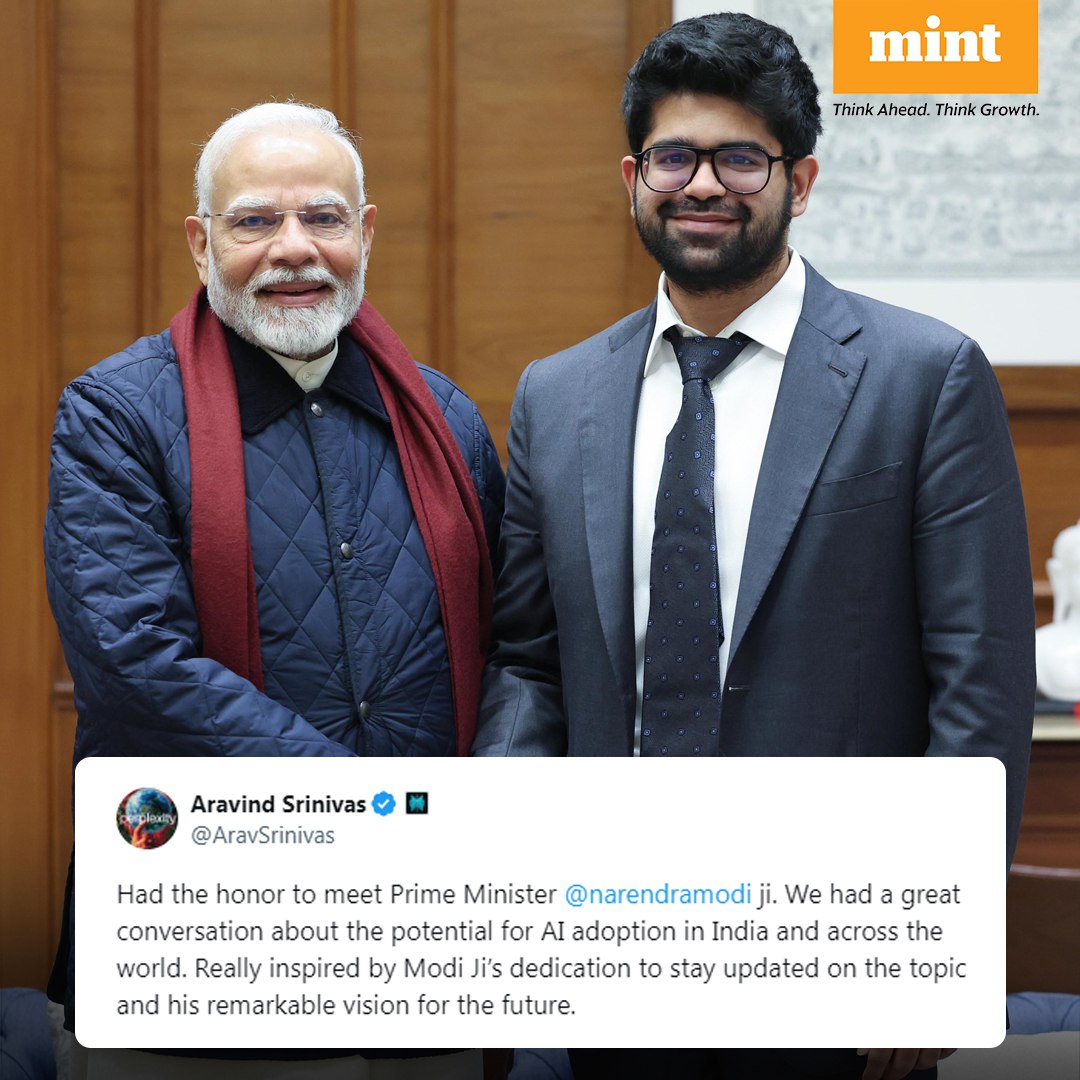 mint
Think Ahead. Think Growth.
perplexity
Aravind Srinivas
@AravSrinivas
Had the honor to meet Prime Minister @narendramodi ji. We had a great
conversation about the potential for AI adoption in India and across the
world. Really inspired by Modi Ji’s dedication to stay updated on the topic
and his remarkable vision for the future.